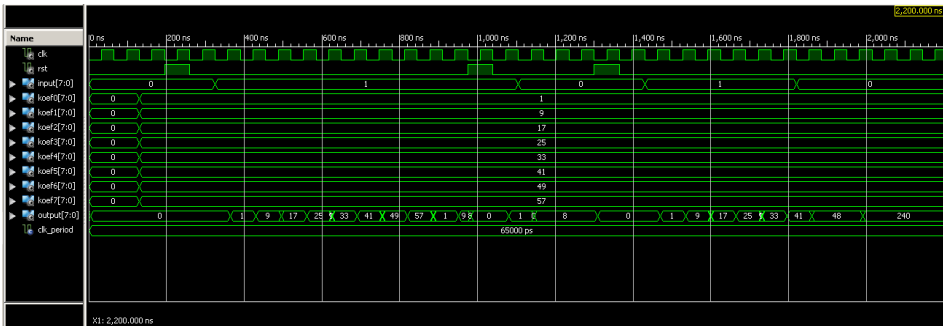 2,200.000 ns
Name
0 ns 200 ns 400 ns 600 ns 800 ns 1,000 ns 1,200 ns 1,400 ns 1,600 ns 1,800 ns 2,000 ns
clk
rst
input[7:0] 0 1 0 1 0
koef0[7:0] 0 1
koef1[7:0] 0 9
koef2[7:0] 0 17
koef3[7:0] 0 25
koef4[7:0] 0 33
koef5[7:0] 0 41
koef6[7:0] 0 49
koef7[7:0] 0 57
output[7:0] 0 1 9 17 25 33 41 49 57 1 0 1 8 0 1 9 17 25 33 41 48 240
clk_period 65000 ps
X1: 2,200.000 ns